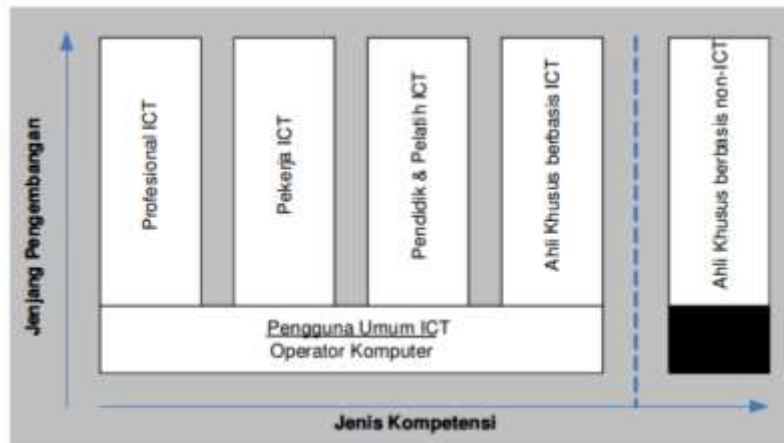 Jenjang Pengembangan
Profesional ICT
Pekerja ICT
Pendidik & Pelatih ICT
Ahli Khusus berbasis ICT
Ahli Khusus berbasis non-ICT
Pengguna Umum ICT
Operator Komputer
Jenis Kompetensi